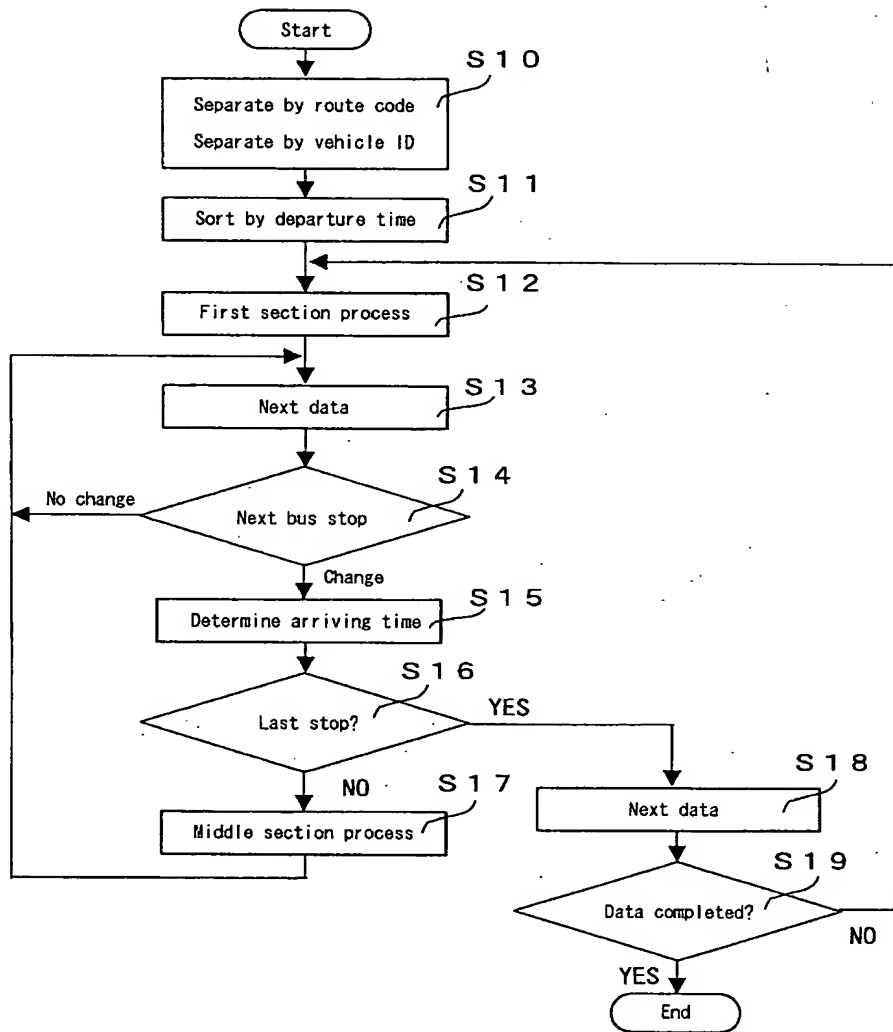 Start
S10
Separate by route code
Separate by vehicle ID
S11
Sort by departure time
S12
First section process
S13
Next data
S14
No change
Next bus stop
Change
S15
Determine arriving time
S16
Last stop?
YES
NO
S17
Middle section process
S18
Next data
S19
Data completed?
NO
YES
End